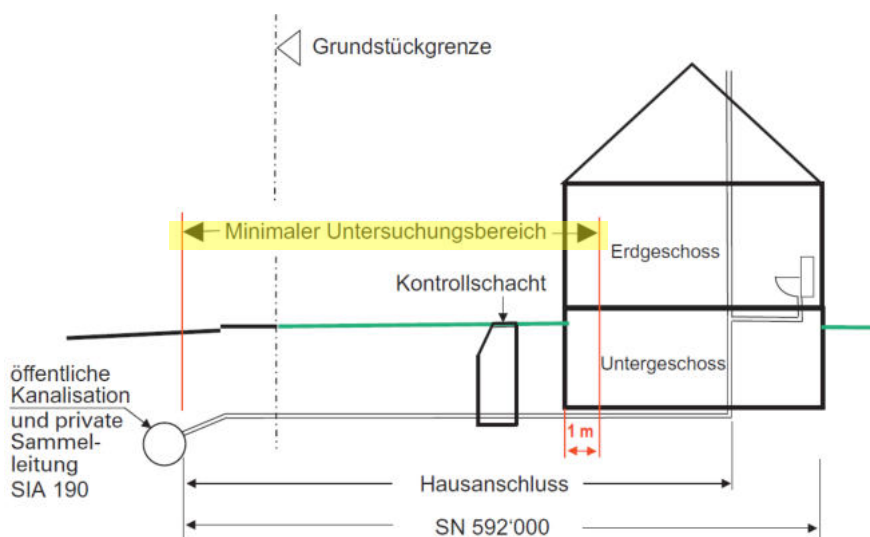 Grundstückgrenze
Minimaler Untersuchungsbereich
Erdgeschoss
Kontrollschacht
Untergeschoss
öffentliche
Kanalisation
und private
Sammel-
leitung
SIA 190
1 m
Hausanschluss
SN 592'000